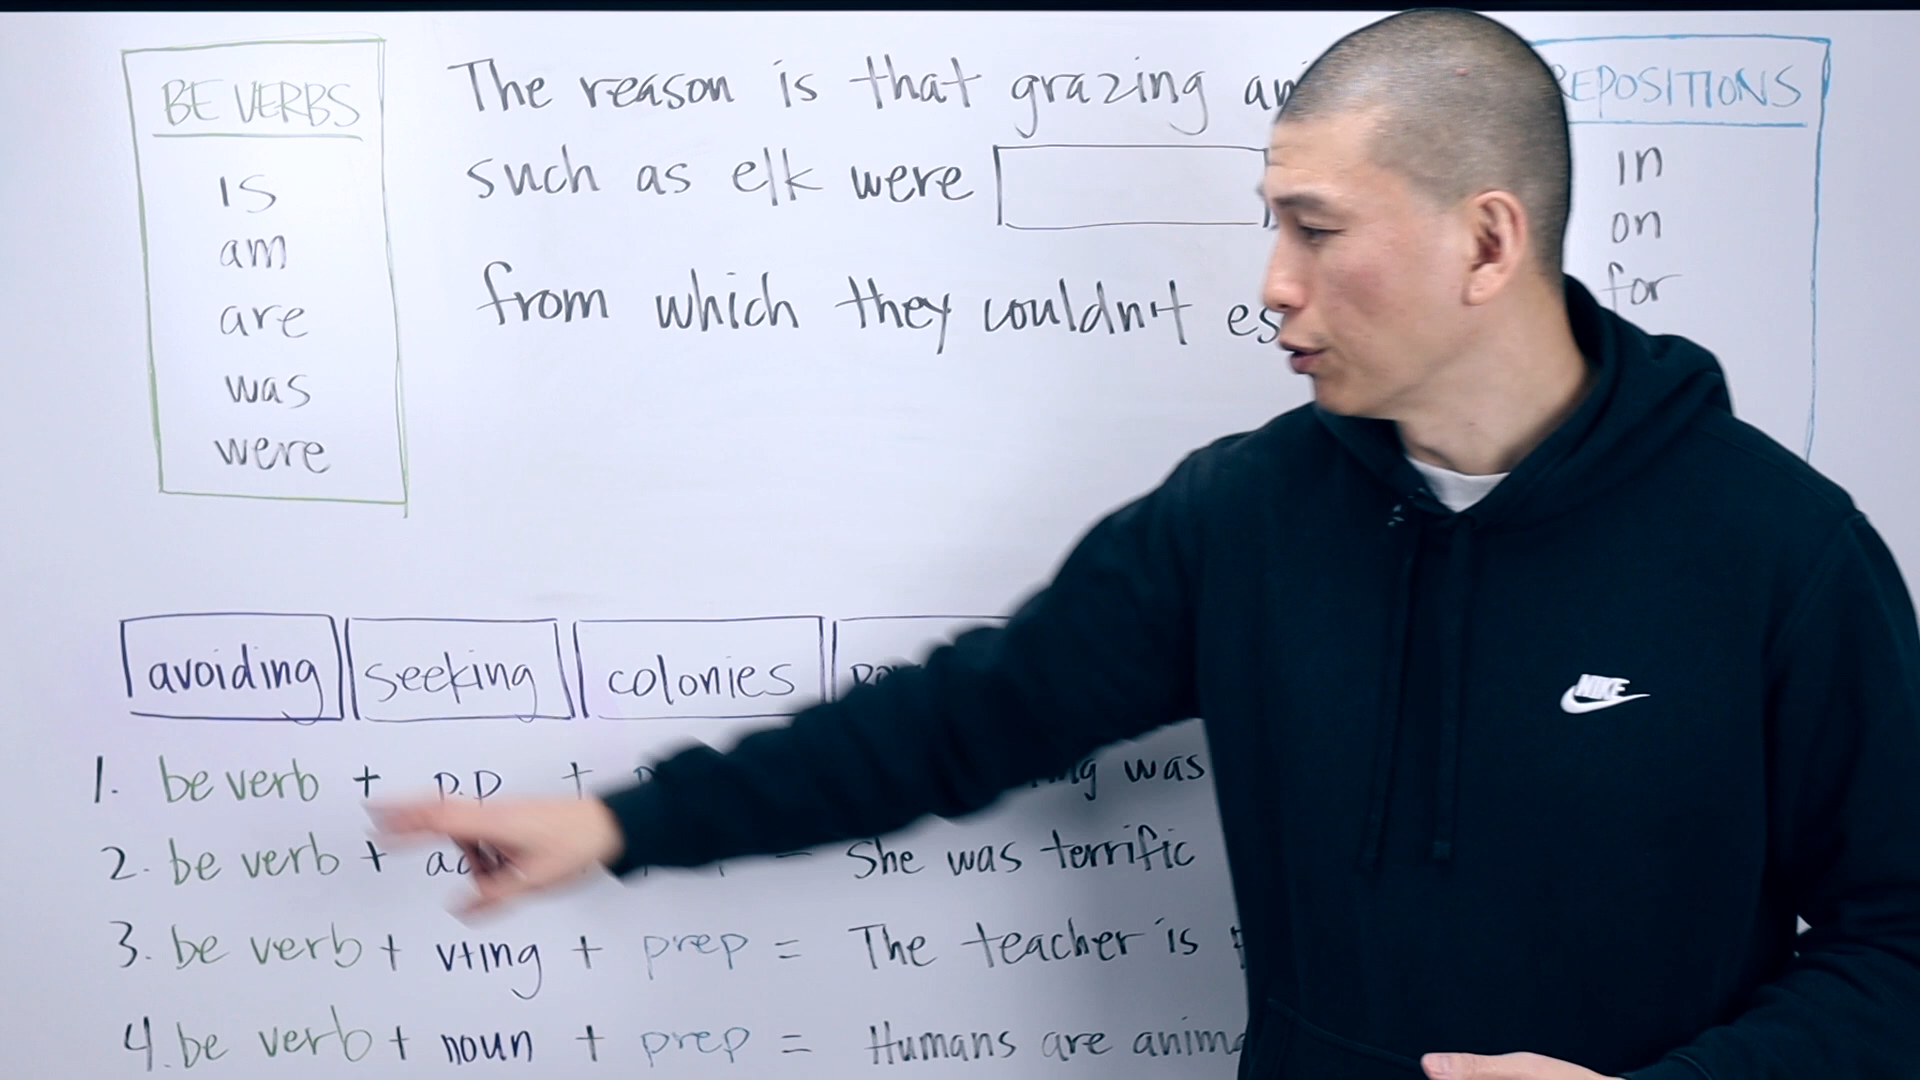 BE VERBS
is
am
are
was
were
The reason is that grazing
such as elk were
from which they couldn't
REPOSITIONS
in
on
for
avoiding
seeking
colonies
1. be verb + p.p +
2. be verb +
She was terrific
was
3. be verb + v+ing + prep = The teacher is
4. be verb + noun + prep = Humans are
NIKE